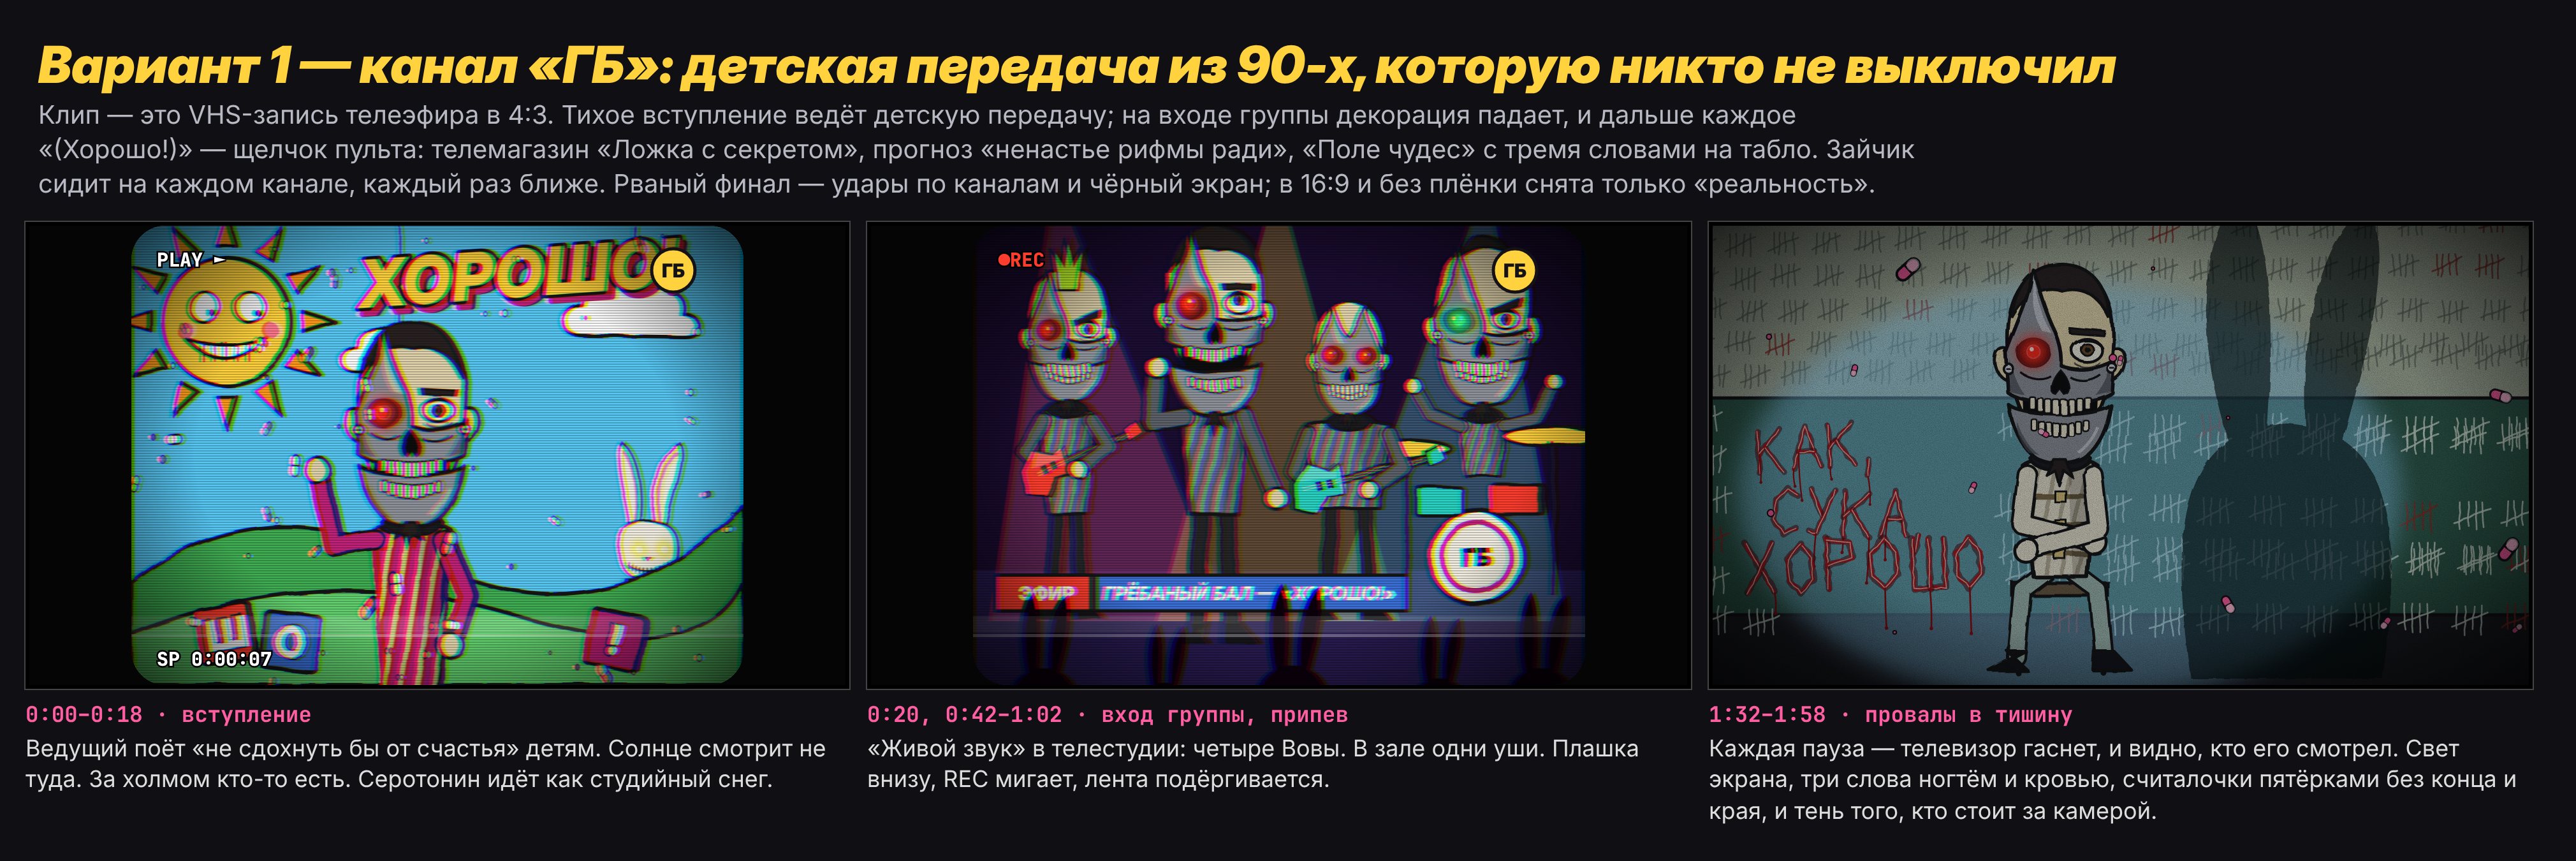 Вариант 1 — канал «ГБ»: детская передача из 90-х, которую никто не выключил
Клип — это VHS-запись телеэфира в 4:3. Тихое вступление ведёт детскую передачу; на входе группы декорация падает, и дальше каждое
«(Хорошо!)» — щелчок пульта: телемагазин «Ложка с секретом», прогноз «ненастье рифмы ради», «Поле чудес» с тремя словами на табло. Зайчик
сидит на каждом канале, каждый раз ближе. Рваный финал — удары по каналам и чёрный экран; в 16:9 и без плёнки снята только «реальность».
PLAY ►
ХОРОШО!
ГБ
Ш О !
SP 0:00:07
●REC
ГБ
ГБ
ЭФИР ГРЁБАНЫЙ БАЛ — «ХОРОШО!»
КАК,
СУКА
ХОРОШО
0:00–0:18 · вступление
Ведущий поёт «не сдохнуть бы от счастья» детям. Солнце смотрит не
туда. За холмом кто-то есть. Серотонин идёт как студийный снег.
0:20, 0:42–1:02 · вход группы, припев
«Живой звук» в телестудии: четыре Вовы. В зале одни уши. Плашка
внизу, REC мигает, лента подёргивается.
1:32–1:58 · провалы в тишину
Каждая пауза — телевизор гаснет, и видно, кто его смотрел. Свет
экрана, три слова ногтём и кровью, считалочки пятёрками без конца и
края, и тень того, кто стоит за камерой.